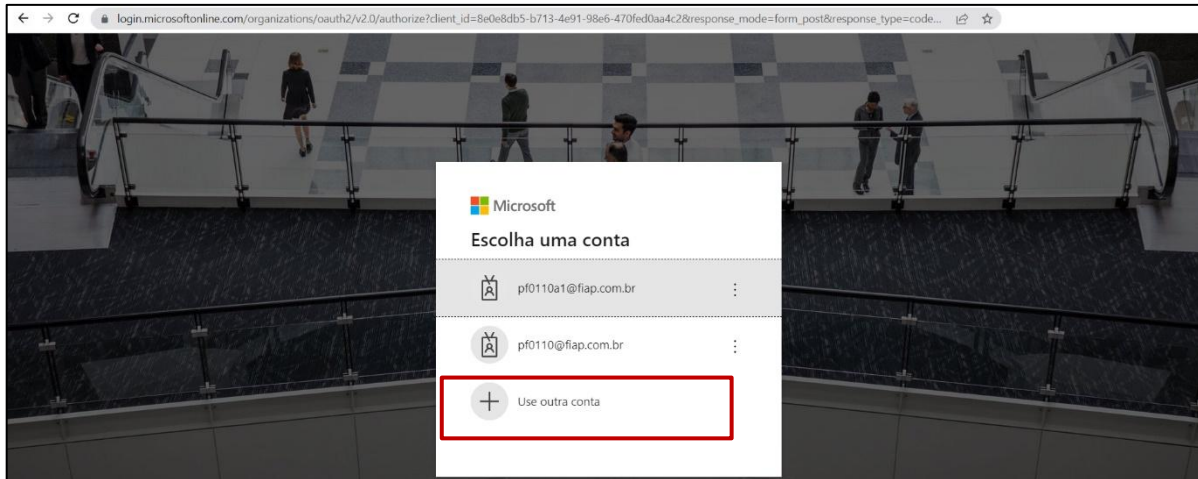 login.microsoftonline.com/organizations/oauth2/v2.0/authorize?client_id=8e0e8db5-b713-4e91-98e6-470fed0aa4c2&response_mode=form_post&response_type=code...
Microsoft
Escolha uma conta
pf0110a1@fiap.com.br
pf0110@fiap.com.br
Use outra conta